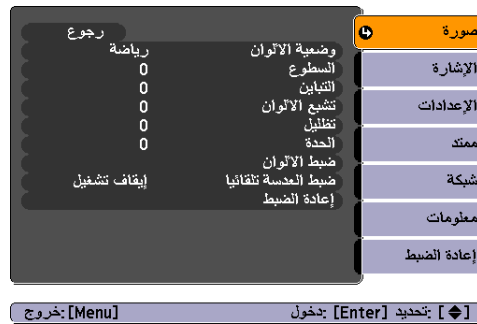 رجوع
وضعية الألوان رياضة
السطوع 0
التباين 0
تشبع الألوان 0
تظليل 0
الحدة 0
ضبط الألوان
ضبط العدسة تلقائيا إيقاف تشغيل
إعادة الضبط
صورة
الإشارة
الإعدادات
ممتد
شبكة
معلومات
إعادة الضبط
[◆] :تحديد [Enter] :دخول [Menu] :خروج